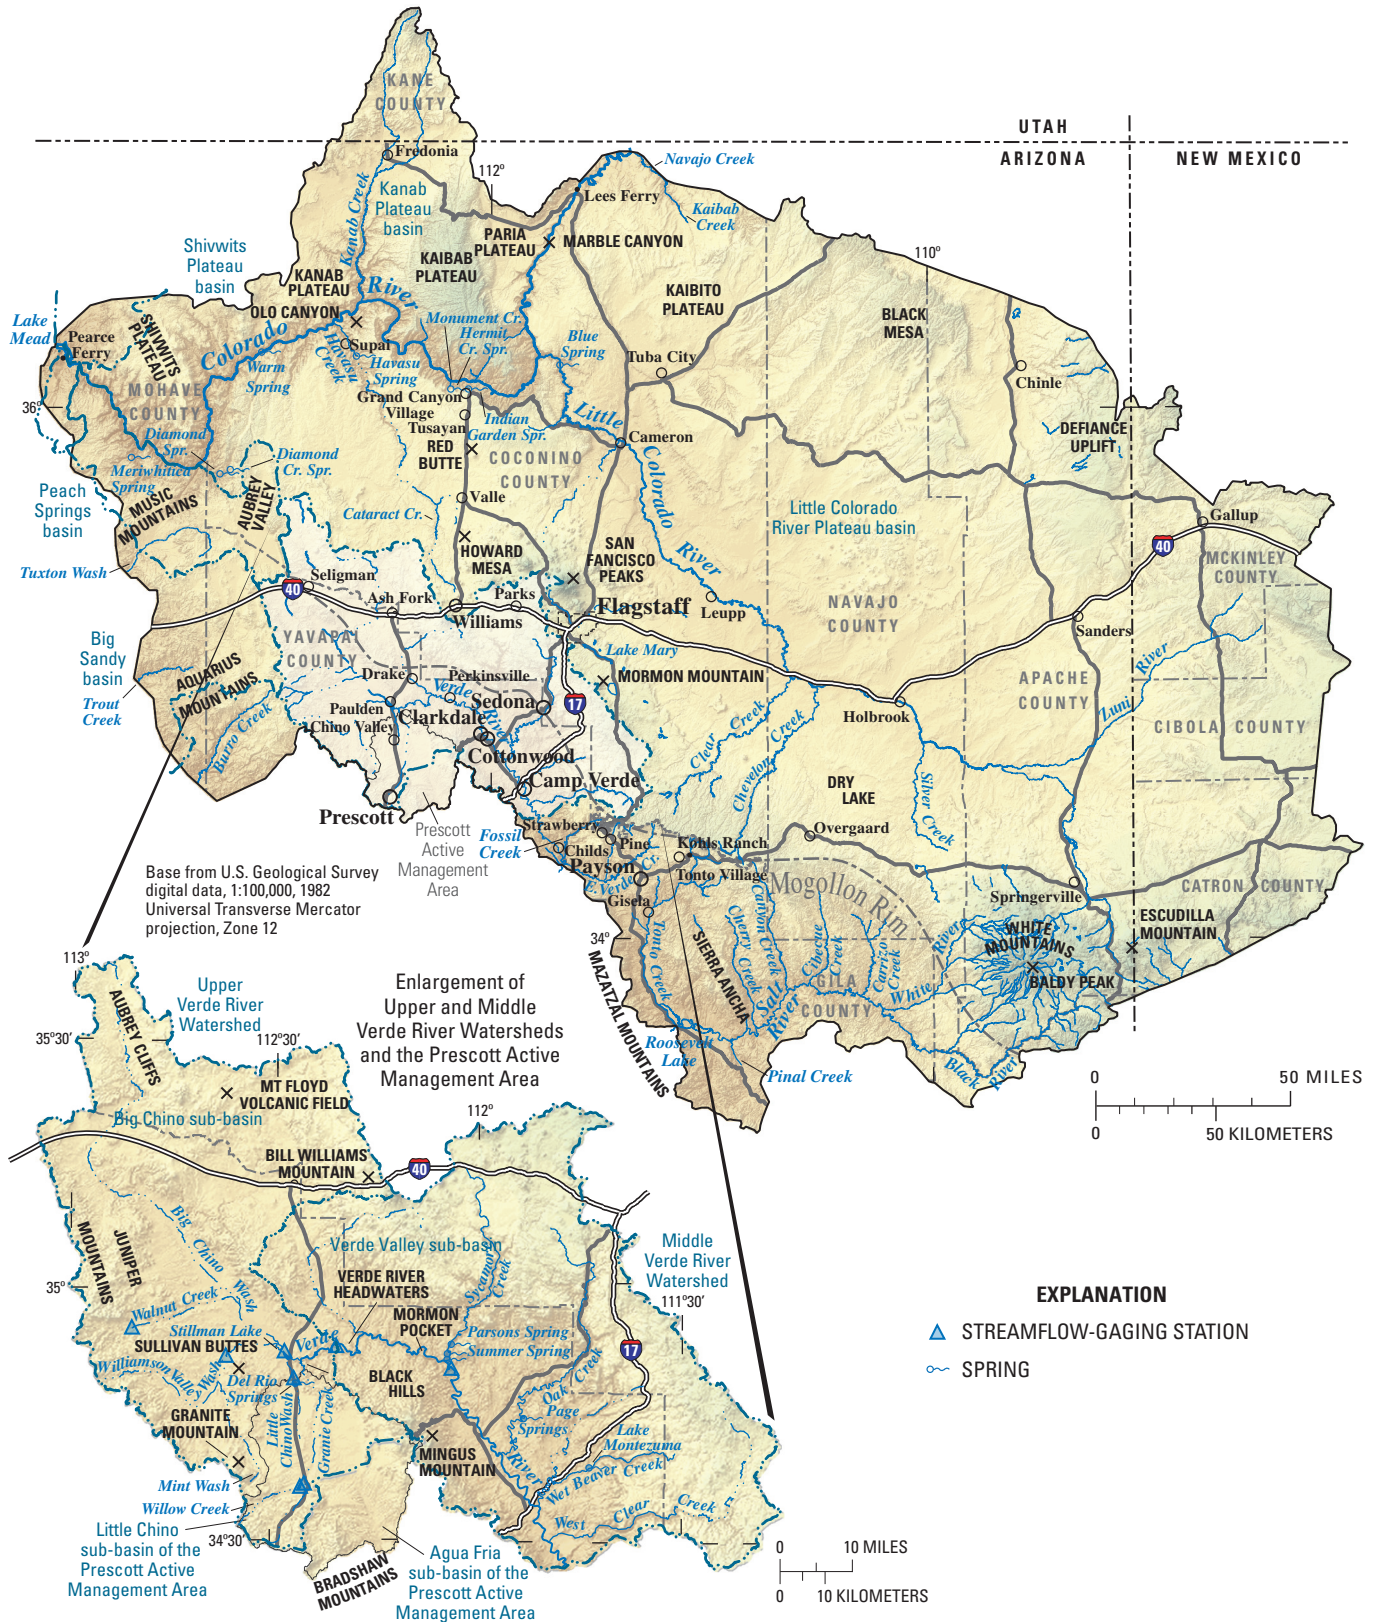 KANE
COUNTY
UTAH
ARIZONA
NEW MEXICO
Fredonia
112°
Navajo Creek
Lees Ferry
Kanab
Plateau
basin
Kanab Creek
Kaibab
Creek
PARIA
PLATEAU
MARBLE CANYON
Shivwits
Plateau
basin
KAIBAB
PLATEAU
110°
KANAB
PLATEAU
KAIBITO
PLATEAU
River
OLO CANYON
BLACK
MESA
Lake
Mead
Pearce
Ferry
SHIVWITS
PLATEAU
Colorado
Monument Cr.
Hermit
Cr. Spr.
Blue
Spring
Supai
Havasu
Creek
Havasu
Spring
Warm
Spring
Tuba City
Chinle
MOHAVE
COUNTY
36°
Grand Canyon
Village
Tusayan
Indian
Garden Spr.
Little
Colorado
River
Cameron
DEFIANCE
UPLIFT
Diamond
Spr.
Diamond
Cr. Spr.
Meriwhitica
Spring
RED
BUTTE
COCONINO
COUNTY
Peach
Springs
basin
MUSIC
MOUNTAINS
AUBREY
VALLEY
Valle
Cataract Cr.
Little Colorado
River Plateau basin
Gallup
40
MCKINLEY
COUNTY
HOWARD
MESA
SAN
FANCISCO
PEAKS
Tuxton Wash
40
Seligman
Ash Fork
Parks
Williams
Flagstaff
Leupp
NAVAJO
COUNTY
Sanders
YAVAPAI
COUNTY
Big
Sandy
basin
Lake Mary
MORMON MOUNTAIN
AQUARIUS
MOUNTAINS
Trout
Creek
Burro Creek
Drake
Perkinsville
Verde
River
Sedona
17
Paulden
Clarkdale
Chino Valley
Cottonwood
Camp Verde
APACHE
COUNTY
Holbrook
Luni
River
CIBOLA COUNTY
Clear
Creek
Chevelon
Creek
DRY
LAKE
Silver Creek
Prescott
Prescott
Active
Management
Area
Fossil
Creek
Strawberry
Childs
Pine
Payson
E. Verde Cr.
Kohls Ranch
Tonto Village
Overgaard
Gisela
Mogollon Rim
Springerville
CATRON COUNTY
Base from U.S. Geological Survey
digital data, 1:100,000, 1982
Universal Transverse Mercator
projection, Zone 12
34°
MAZATZAL MOUNTAINS
Tonto Creek
SIERRA ANCHA
Cherry Creek
Canyon Creek
Cibecue
Creek
Carrizo
Creek
White
River
WHITE
MOUNTAINS
ESCUDILLA
MOUNTAIN
BALDY PEAK
Salt
River
GILA
COUNTY
Roosevelt
Lake
Pinal Creek
Black
River
0 50 MILES
0 50 KILOMETERS
Enlargement of
Upper and Middle
Verde River Watersheds
and the Prescott Active
Management Area
113°
Upper
Verde River
Watershed
35°30'
112°30'
AUBREY CLIFFS
MT FLOYD
VOLCANIC FIELD
Big Chino sub-basin
112°
BILL WILLIAMS
MOUNTAIN
40
JUNIPER
MOUNTAINS
Big
Chino
Wash
Verde Valley sub-basin
Sycamore
Creek
Middle
Verde River
Watershed
111°30'
35°
VERDE RIVER
HEADWATERS
MORMON
POCKET
Walnut Creek
Stillman Lake
Verde
SULLIVAN BUTTES
Parsons Spring
Summer Spring
17
Williamson
Valley Wash
Del Rio
Springs
BLACK
HILLS
Oak
Creek
Page
Springs
GRANITE
MOUNTAIN
Little
Chino Wash
Granie Creek
Lake
Montezuma
MINGUS
MOUNTAIN
River
Wet Beaver Creek
Mint Wash
Willow Creek
West
Clear
Creek
34°30'
Little Chino
sub-basin of the
Prescott Active
Management Area
BRADSHAW
MOUNTAINS
Agua Fria
sub-basin of the
Prescott Active
Management Area
0 10 MILES
0 10 KILOMETERS
EXPLANATION
STREAMFLOW-GAGING STATION
SPRING